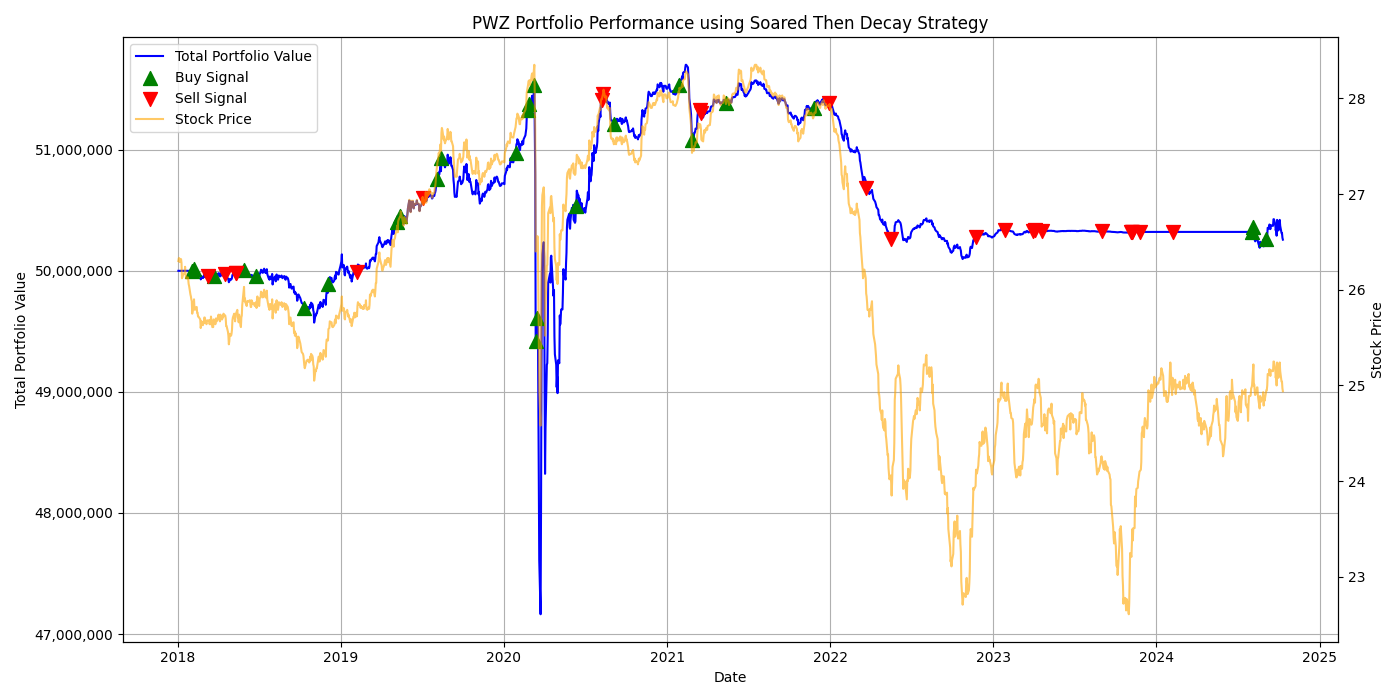 PWZ Portfolio Performance using Soared Then Decay Strategy
Total Portfolio Value
Buy Signal
Sell Signal
Stock Price
51,000,000
50,000,000
49,000,000
48,000,000
47,000,000
Total Portfolio Value
28
27
26
25
24
23
Stock Price
2018 2019 2020 2021 2022 2023 2024 2025
Date